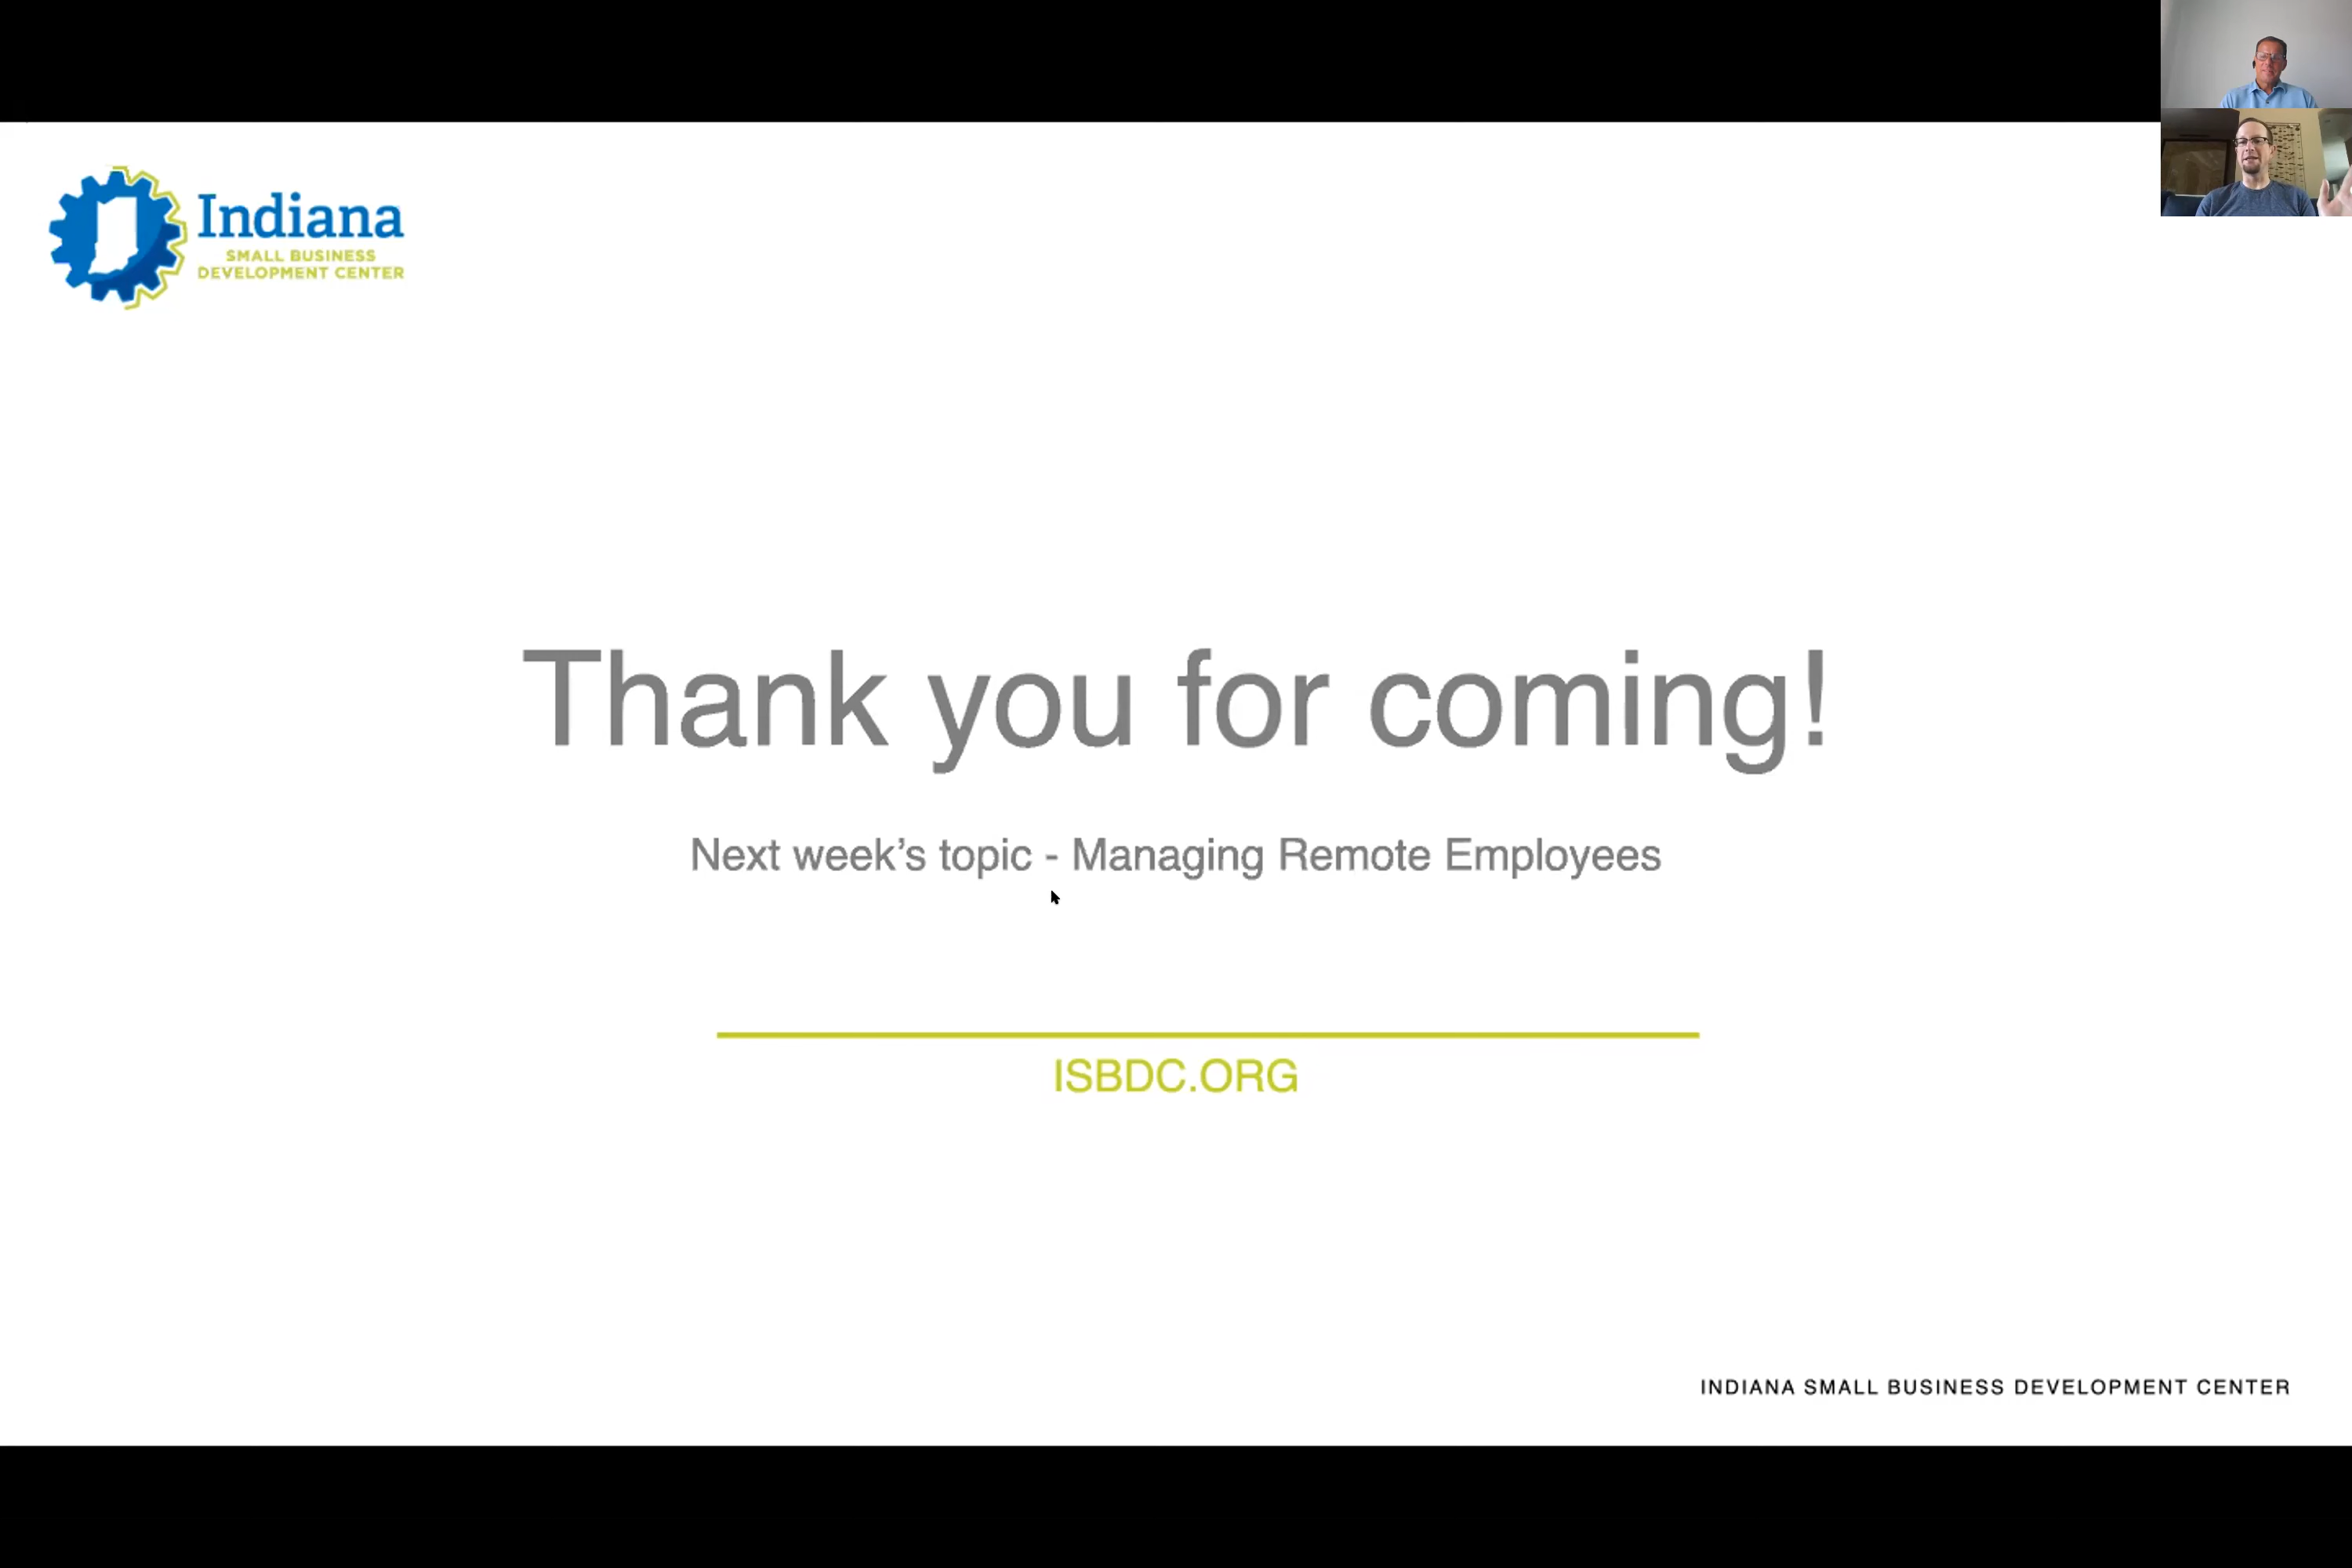 Indiana
SMALL BUSINESS
DEVELOPMENT CENTER
Thank you for coming!
Next week’s topic - Managing Remote Employees
ISBDC.ORG
INDIANA SMALL BUSINESS DEVELOPMENT CENTER